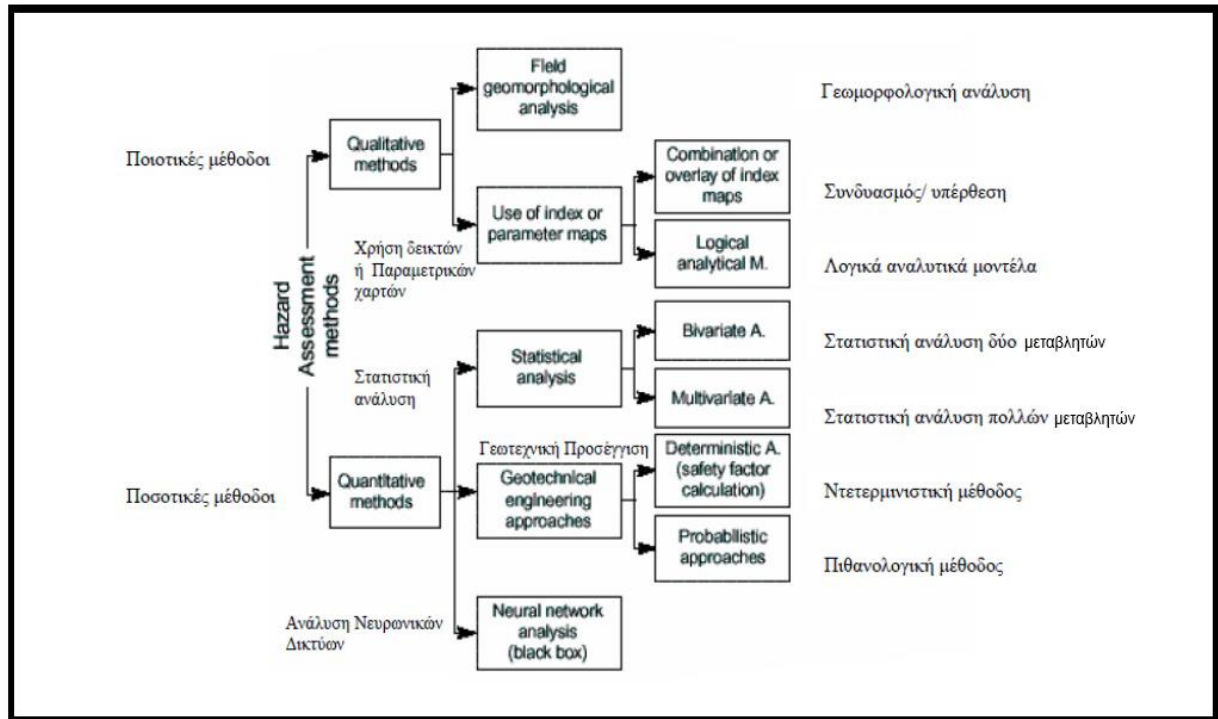 Field
geomorphological
analysis
Γεωμορφολογική ανάλυση
Ποιοτικές μέθοδοι
Qualitative
methods
Combination or
overlay of index
maps
Συνδυασμός/ υπέρθεση
Use of index or
parameter maps
Χρήση δεικτών
ή Παραμετρικών
χαρτών
Logical
analytical M.
Λογικά αναλυτικά μοντέλα
Hazard
Assessment
methods
Bivariate A.
Στατιστική ανάλυση δύο μεταβλητών
Statistical
analysis
Στατιστική
ανάλυση
Multivariate A.
Στατιστική ανάλυση πολλών μεταβλητών
Γεωτεχνική Προσέγγιση
Deterministic A.
(safety factor
calculation)
Ντετερμινιστική μέθοδος
Ποσοτικές μέθοδοι
Quantitative
methods
Geotechnical
engineering
approaches
Probabilistic
approaches
Πιθανολογική μέθοδος
Ανάλυση Νευρωνικών
Δικτύων
Neural network
analysis
(black box)